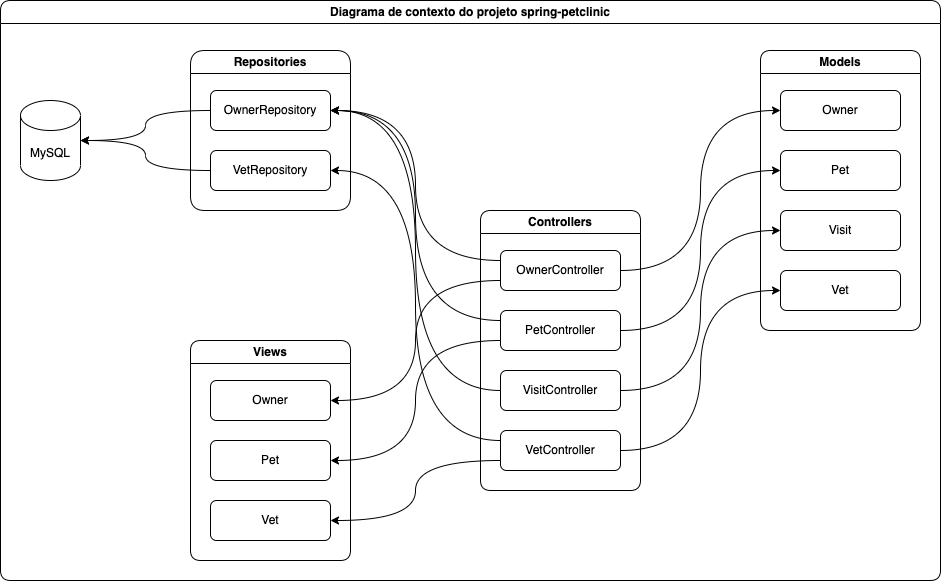 Diagrama de contexto do projeto spring-petclinic
Repositories
OwnerRepository
VetRepository
MySQL
Controllers
OwnerController
PetController
VisitController
VetController
Models
Owner
Pet
Visit
Vet
Views
Owner
Pet
Vet